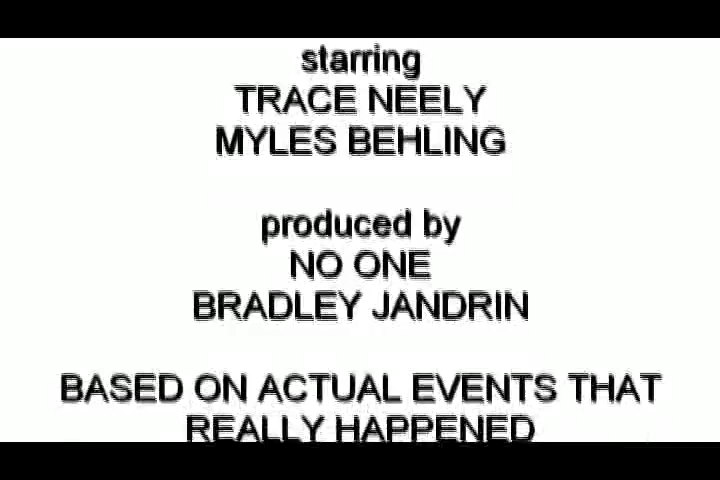 starring
TRACE NEELY
MYLES BEHLING
produced by
NO ONE
BRADLEY JANDRIN
BASED ON ACTUAL EVENTS THAT
REALLY HAPPENED